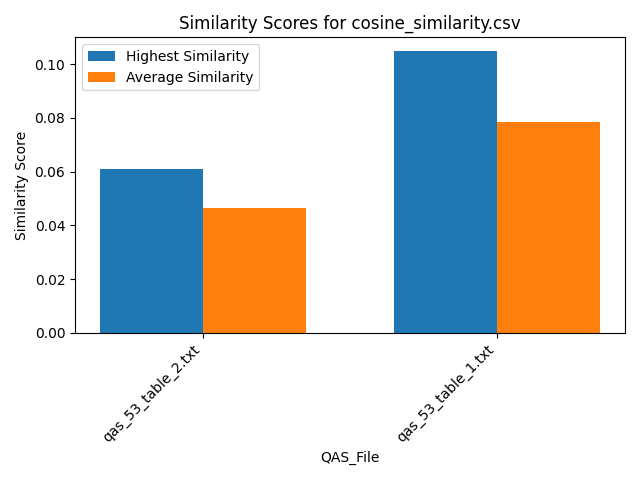 Similarity Scores for cosine_similarity.csv
Highest Similarity
Average Similarity
Similarity Score
0.10
0.08
0.06
0.04
0.02
0.00
qas_53_table_2.txt
qas_53_table_1.txt
QAS_File